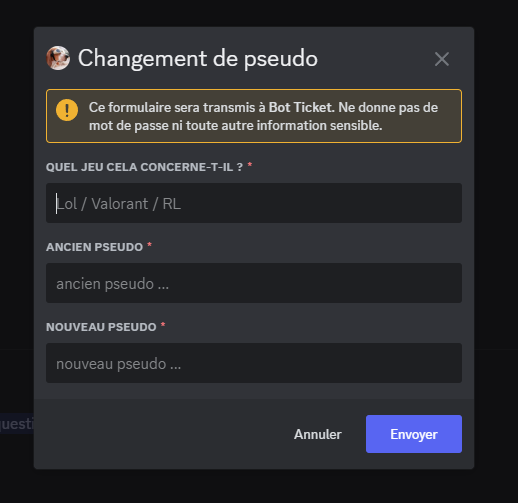 Changement de pseudo
Ce formulaire sera transmis à Bot Ticket. Ne donne pas de
mot de passe ni toute autre information sensible.
QUEL JEU CELA CONCERNE-T-IL ? *
Lol / Valorant / RL
ANCIEN PSEUDO *
ancien pseudo ...
NOUVEAU PSEUDO *
nouveau pseudo ...
questi
Annuler
Envoyer